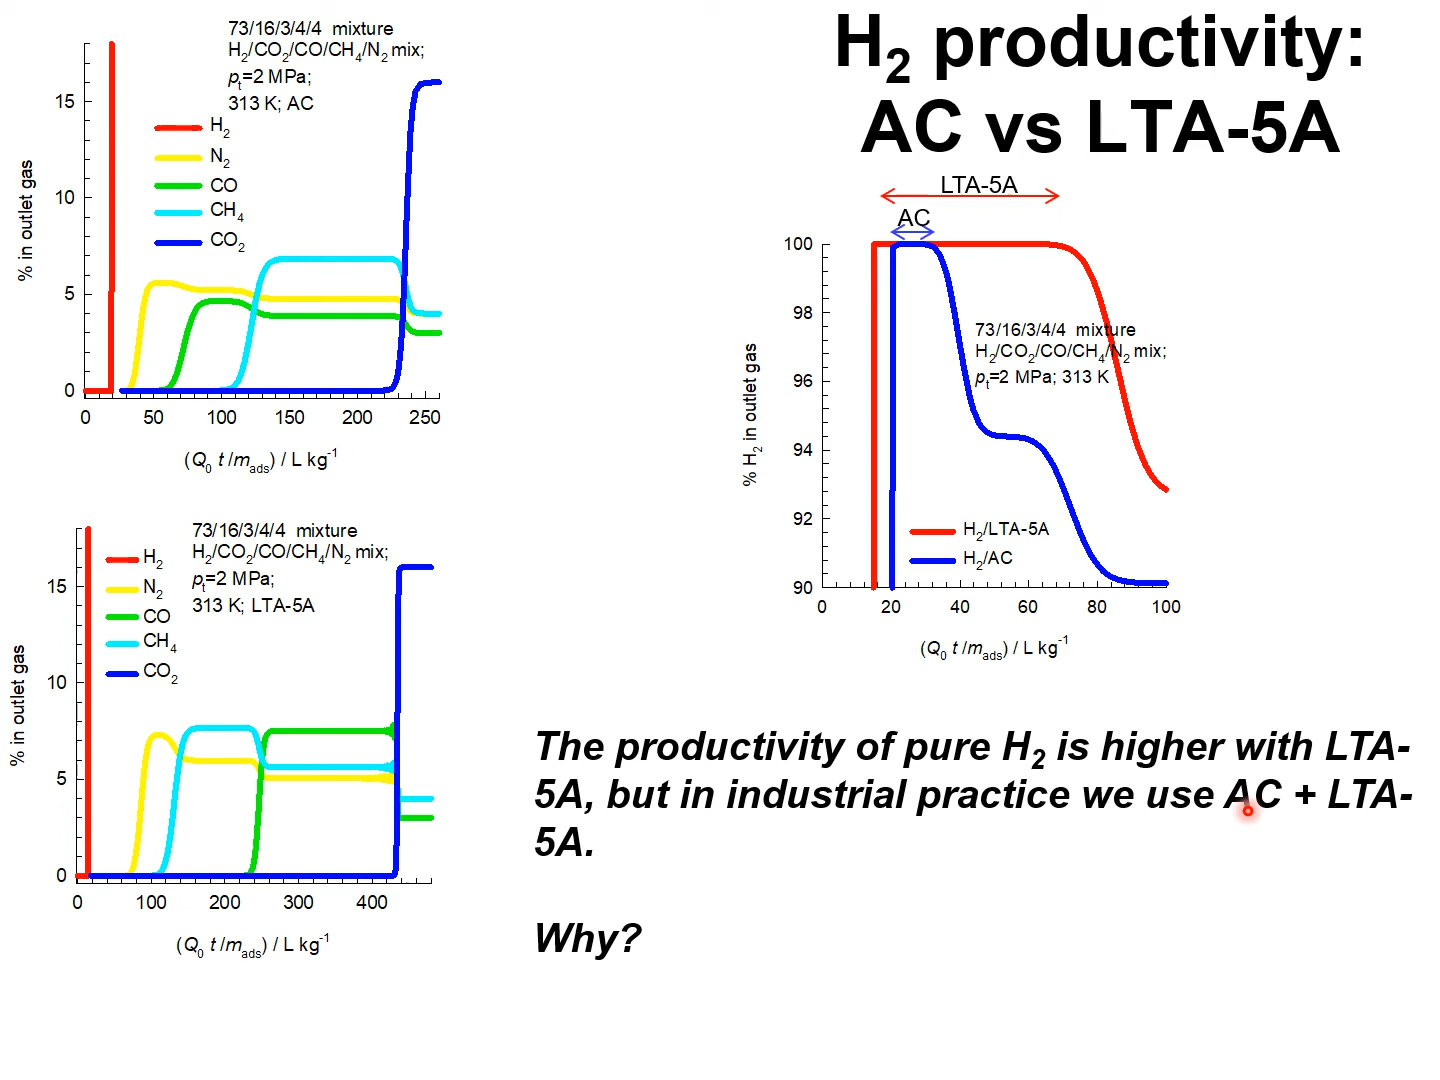 73/16/3/4/4 mixture
H2/CO2/CO/CH4/N2 mix;
pt=2 MPa;
313 K; AC
H2
N2
CO
CH4
CO2
15
10
5
0
% in outlet gas
0 50 100 150 200 250
(Q0 t /mads) / L kg-1
73/16/3/4/4 mixture
H2/CO2/CO/CH4/N2 mix;
pt=2 MPa;
313 K; LTA-5A
H2
N2
CO
CH4
CO2
15
10
5
0
% in outlet gas
0 100 200 300 400
(Q0 t /mads) / L kg-1
H2 productivity:
AC vs LTA-5A
LTA-5A
AC
100
98
96
94
92
90
% H2 in outlet gas
73/16/3/4/4 mixture
H2/CO2/CO/CH4/N2 mix;
pt=2 MPa; 313 K
H2/LTA-5A
H2/AC
0 20 40 60 80 100
(Q0 t /mads) / L kg-1
The productivity of pure H2 is higher with LTA-
5A, but in industrial practice we use AC + LTA-
5A.
Why?